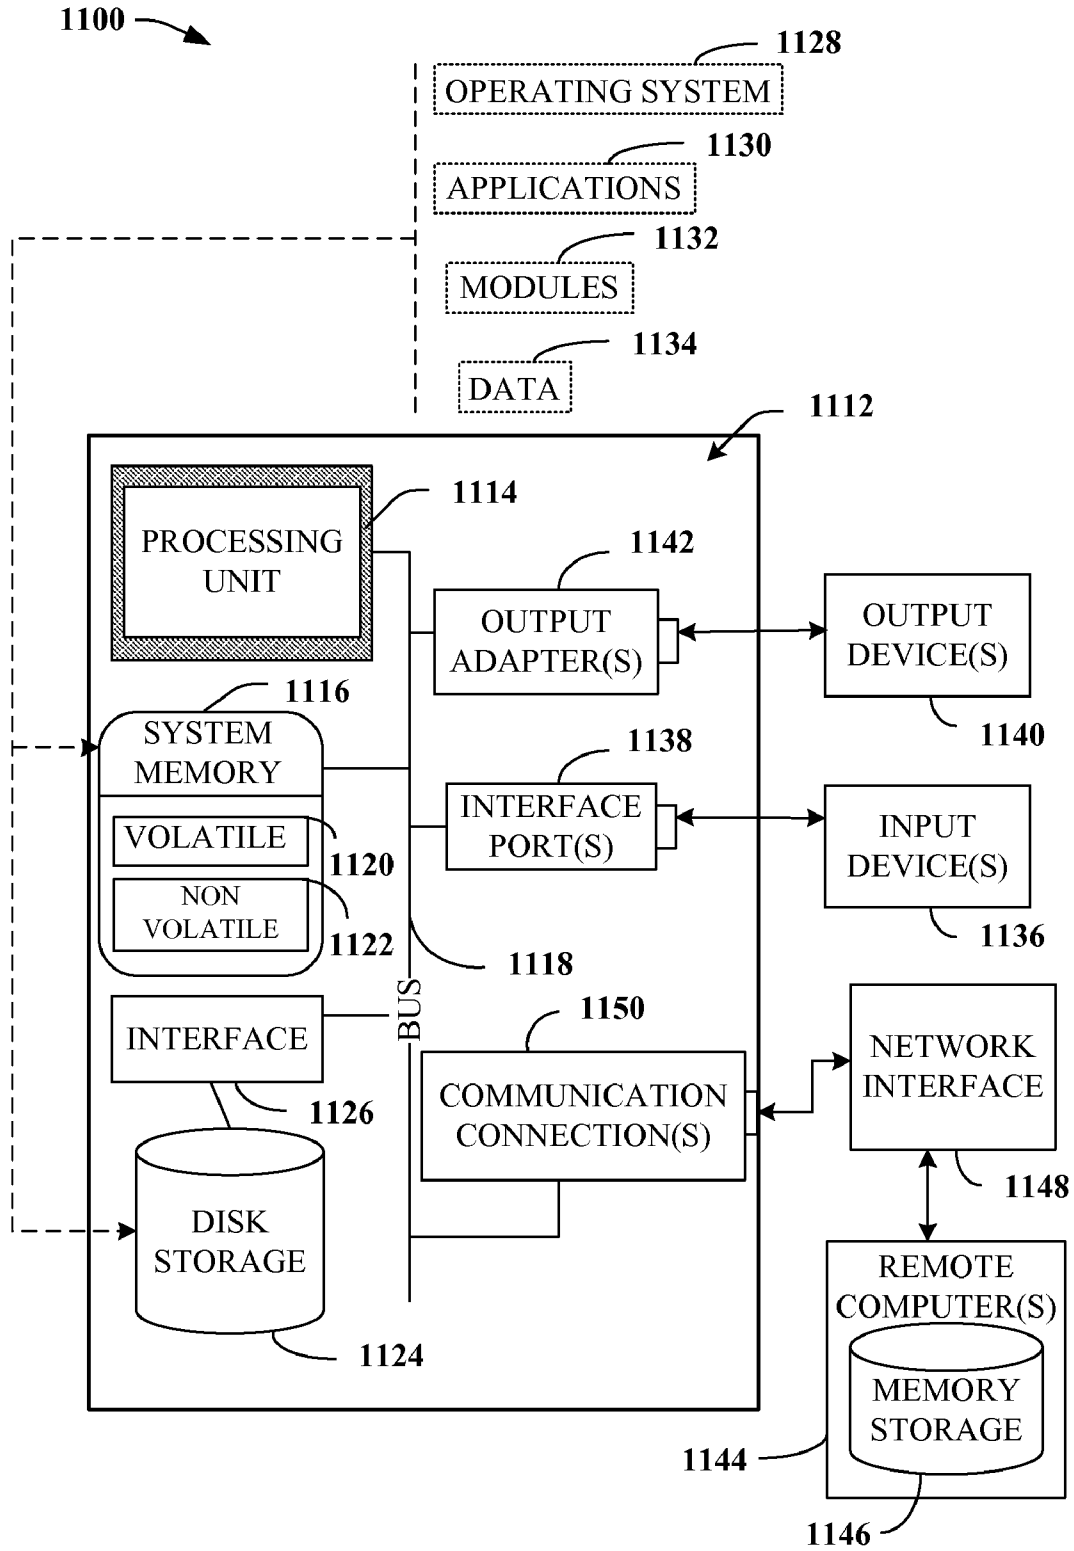 1100
1128
OPERATING SYSTEM
1130
APPLICATIONS
1132
MODULES
1134
DATA
1112
1114
PROCESSING
UNIT
1142
OUTPUT
ADAPTER(S)
OUTPUT
DEVICE(S)
1140
1116
SYSTEM
MEMORY
VOLATILE
1120
NON
VOLATILE
1122
1138
INTERFACE
PORT(S)
INPUT
DEVICE(S)
1136
1118
BUS
INTERFACE
1126
1150
COMMUNICATION
CONNECTION(S)
NETWORK
INTERFACE
1148
DISK
STORAGE
1124
REMOTE
COMPUTER(S)
MEMORY
STORAGE
1144
1146